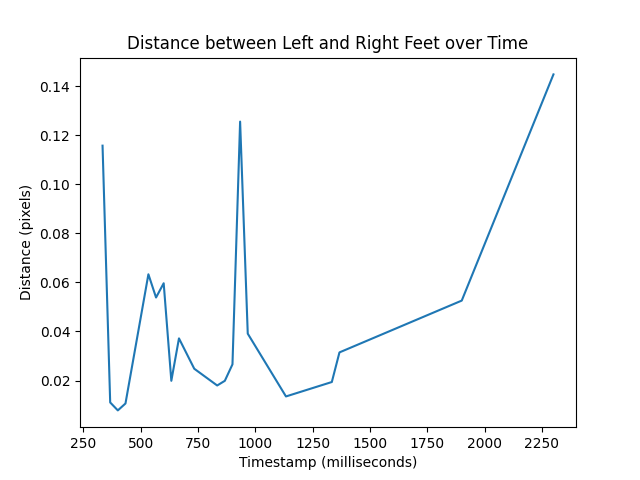 Distance between Left and Right Feet over Time
0.14
0.12
0.10
0.08
0.06
0.04
0.02
Distance (pixels)
250 500 750 1000 1250 1500 1750 2000 2250
Timestamp (milliseconds)